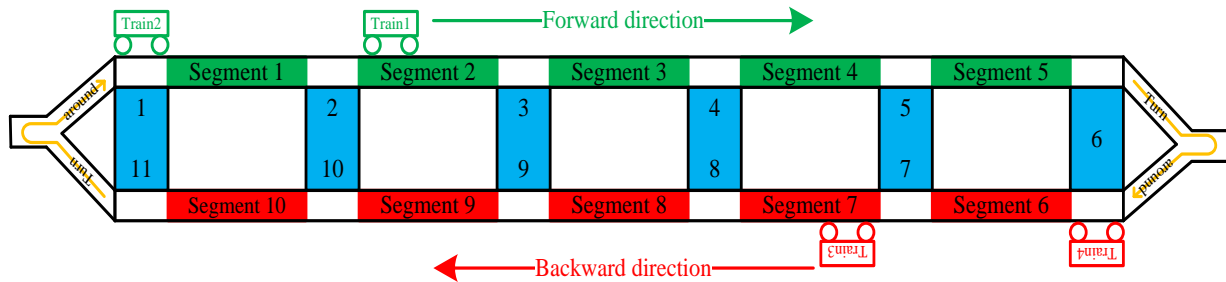 Train2
Train1
Forward direction
Segment 1
Segment 2
Segment 3
Segment 4
Segment 5
around
Turn
1
2
3
4
5
6
11
10
9
8
7
Turn
around
Segment 10
Segment 9
Segment 8
Segment 7
Segment 6
Backward direction
Train3
Train4